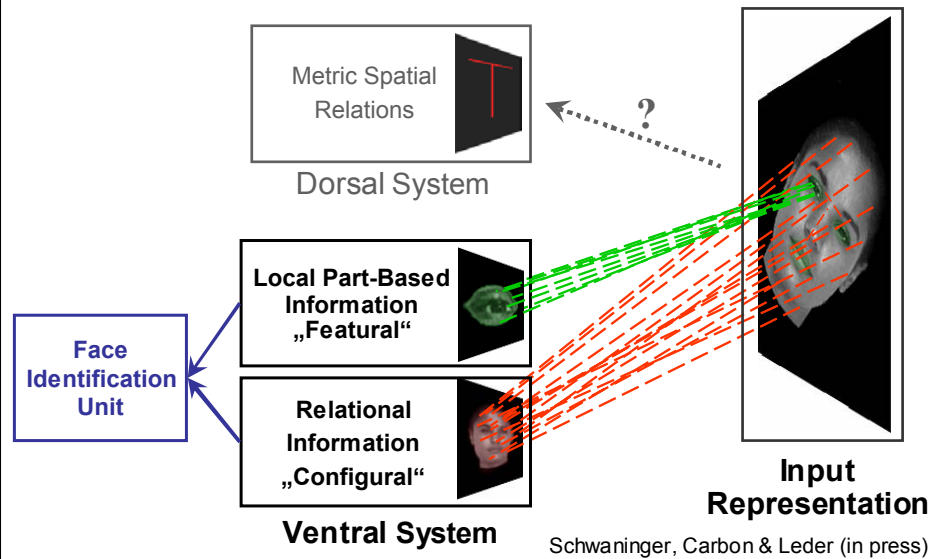 Metric Spatial
Relations
?
Dorsal System
Local Part-Based
Information
„Featural“
Face
Identification
Unit
Relational
Information
„Configural“
Ventral System
Input
Representation
Schwaninger, Carbon & Leder (in press)